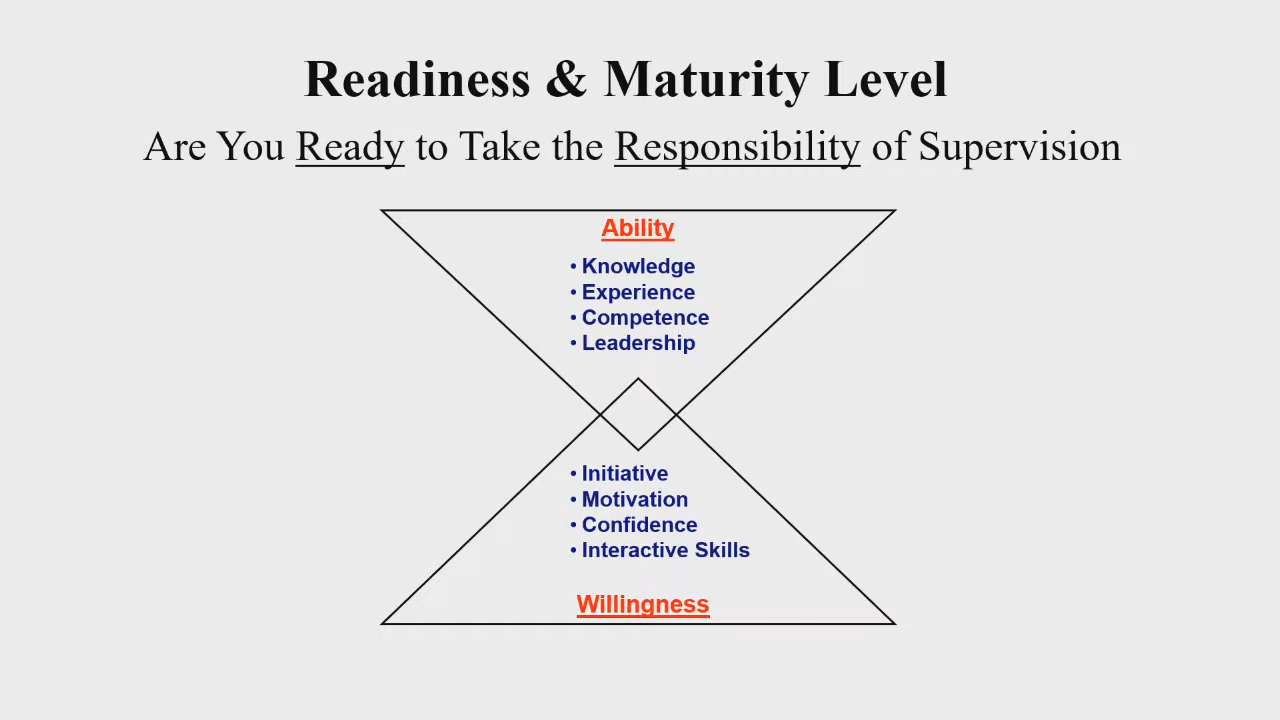 Readiness & Maturity Level
Are You Ready to Take the Responsibility of Supervision
Ability
• Knowledge
• Experience
• Competence
• Leadership
• Initiative
• Motivation
• Confidence
• Interactive Skills
Willingness